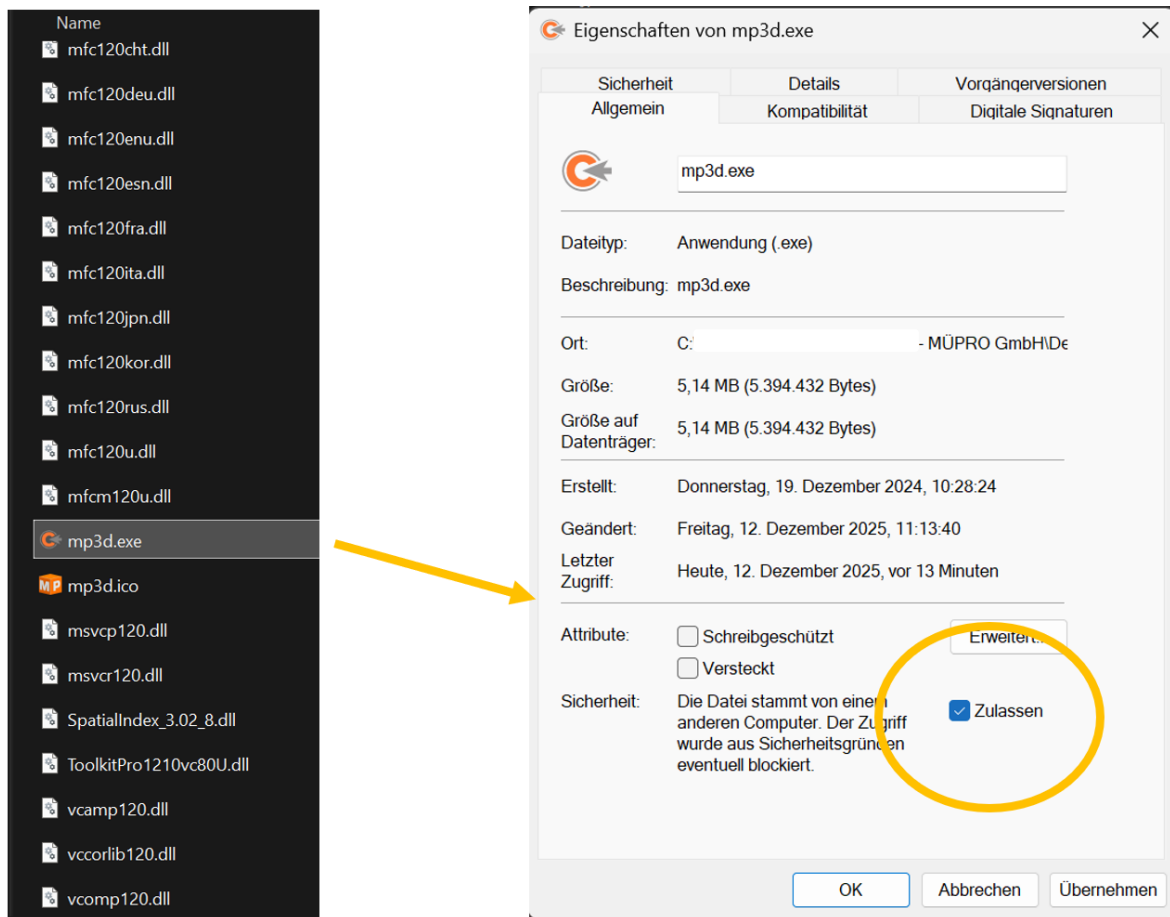 Name
mfc120cht.dll
mfc120deu.dll
mfc120enu.dll
mfc120esn.dll
mfc120fra.dll
mfc120ita.dll
mfc120jpn.dll
mfc120kor.dll
mfc120rus.dll
mfc120u.dll
mfcm120u.dll
mp3d.exe
MP mp3d.ico
msvcp120.dll
msvcr120.dll
SpatialIndex_3.02_8.dll
ToolkitPro1210vc80U.dll
vcamp120.dll
vccorlib120.dll
vcomp120.dll
Eigenschaften von mp3d.exe
Sicherheit Details Vorgängerversionen
Allgemein Kompatibilität Digitale Signaturen
mp3d.exe
Dateityp: Anwendung (.exe)
Beschreibung: mp3d.exe
Ort: C: - MÜPRO GmbH\De
Größe: 5,14 MB (5.394.432 Bytes)
Größe auf
Datenträger: 5,14 MB (5.394.432 Bytes)
Erstellt: Donnerstag, 19. Dezember 2024, 10:28:24
Geändert: Freitag, 12. Dezember 2025, 11:13:40
Letzter
Zugriff: Heute, 12. Dezember 2025, vor 13 Minuten
Attribute: Schreibgeschützt Erweitert...
Versteckt
Sicherheit: Die Datei stammt von einem
anderen Computer. Der Zugriff
wurde aus Sicherheitsgründen
eventuell blockiert.
Zulassen
OK Abbrechen Übernehmen